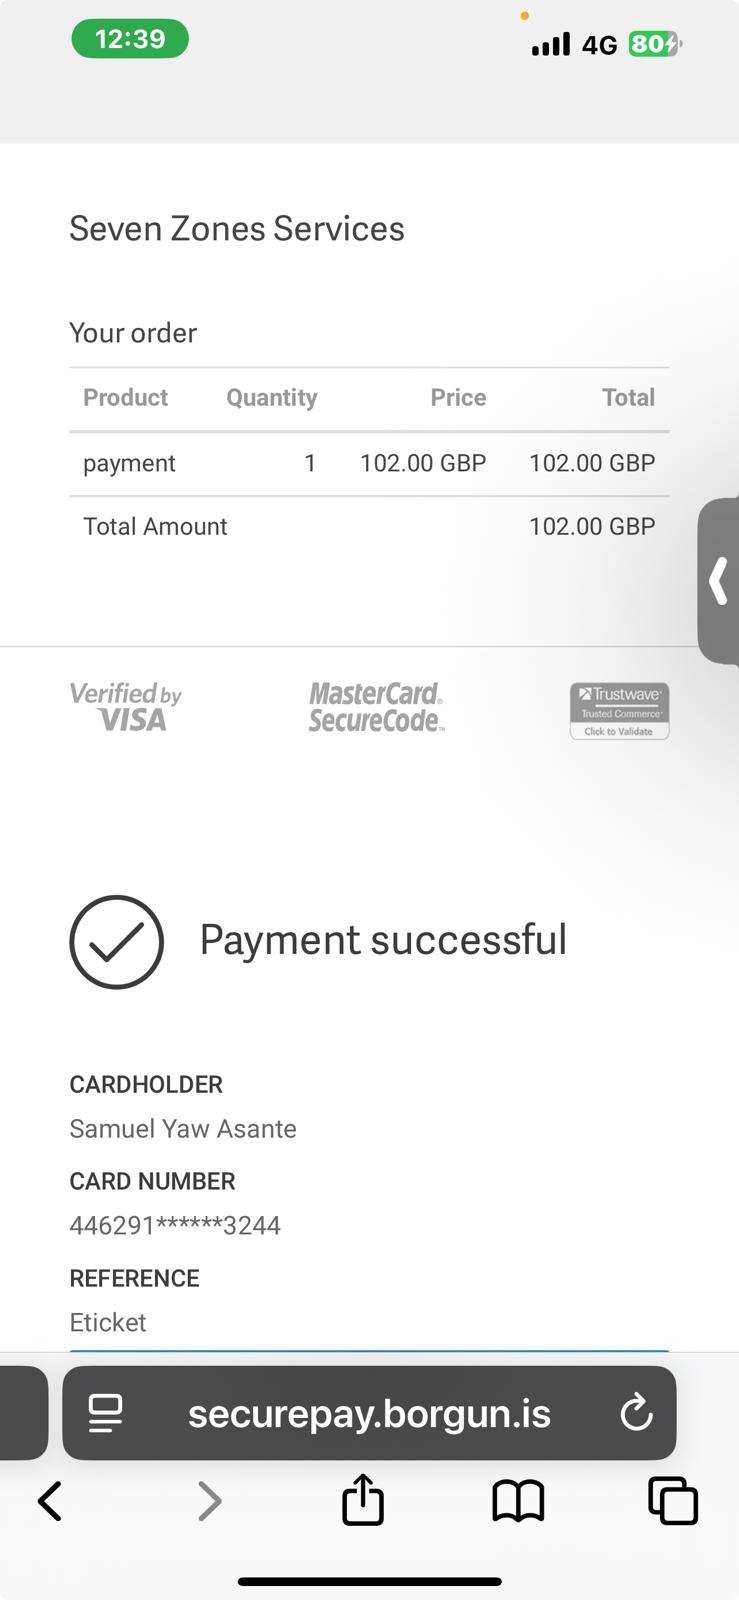 12:39 4G 80
Seven Zones Services
Your order
Product Quantity Price Total
payment 1 102.00 GBP 102.00 GBP
Total Amount 102.00 GBP
Verified by
VISA
MasterCard®
SecureCode™
Trustwave®
Trusted Commerce™
Click to Validate
Payment successful
CARDHOLDER
Samuel Yaw Asante
CARD NUMBER
446291******3244
REFERENCE
Eticket
securepay.borgun.is